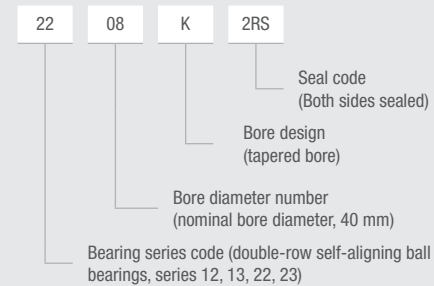 22 08 K 2RS
Seal code
(Both sides sealed)
Bore design
(tapered bore)
Bore diameter number
(nominal bore diameter, 40 mm)
Bearing series code (double-row self-aligning ball
bearings, series 12, 13, 22, 23)